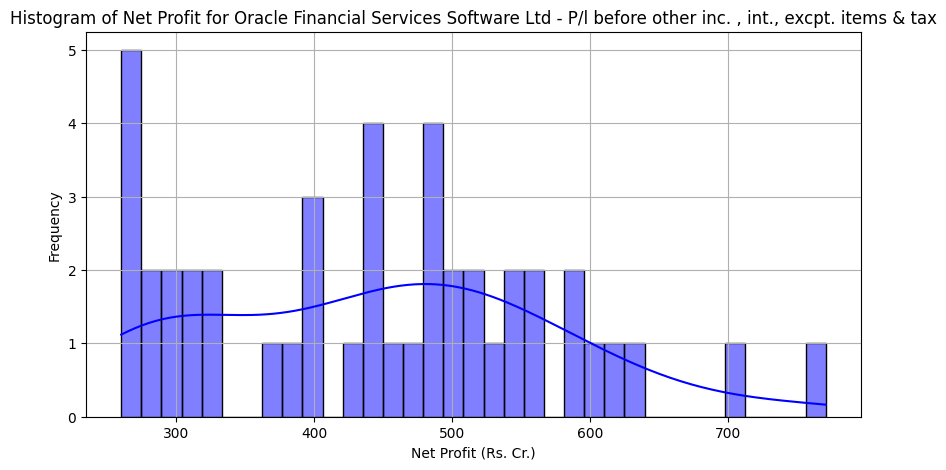 Histogram of Net Profit for Oracle Financial Services Software Ltd - P/l before other inc. , int., excpt. items & tax
5
4
3
2
1
0
Frequency
300 400 500 600 700
Net Profit (Rs. Cr.)